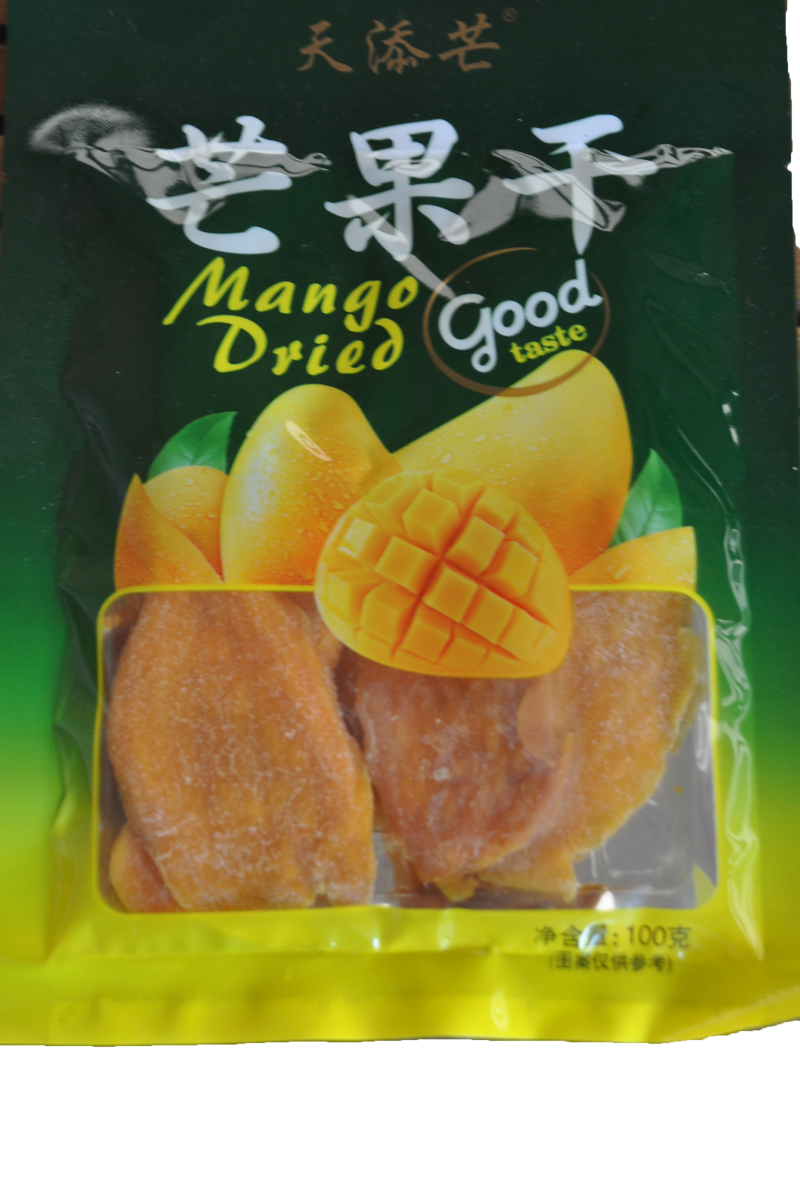 天添芒®
芒果干
Mango
Dried
Good
taste
净含量:100克
(图案仅供参考)